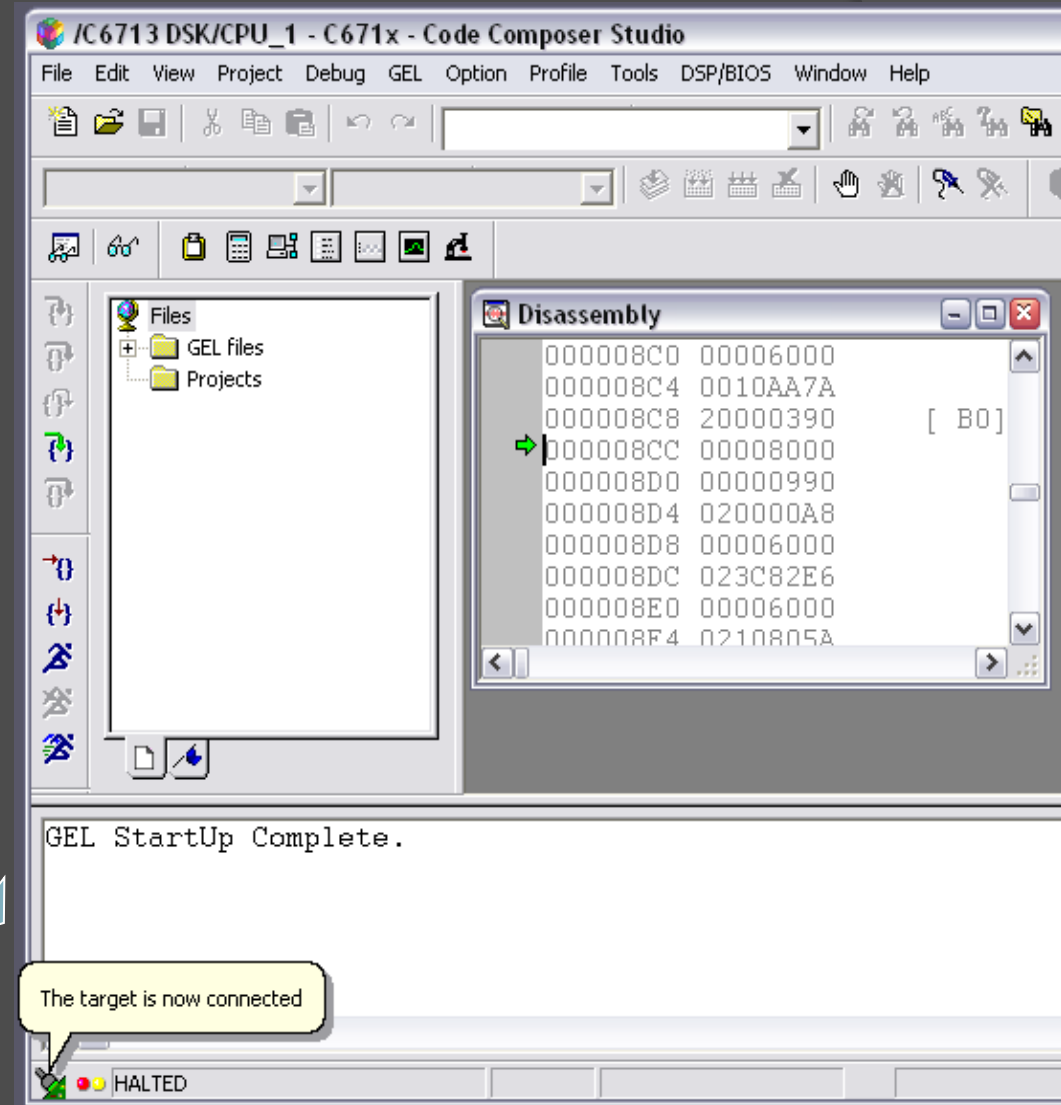 /C6713 DSK/CPU_1 - C671x - Code Composer Studio
File Edit View Project Debug GEL Option Profile Tools DSP/BIOS Window Help
Files
GEL files
Projects
Disassembly
000008C0 00006000
000008C4 0010AA7A
000008C8 20000390 [ B0]
000008CC 00008000
000008D0 00000990
000008D4 020000A8
000008D8 00006000
000008DC 023C82E6
000008E0 00006000
000008E4 0210805A
GEL StartUp Complete.
The target is now connected
HALTED